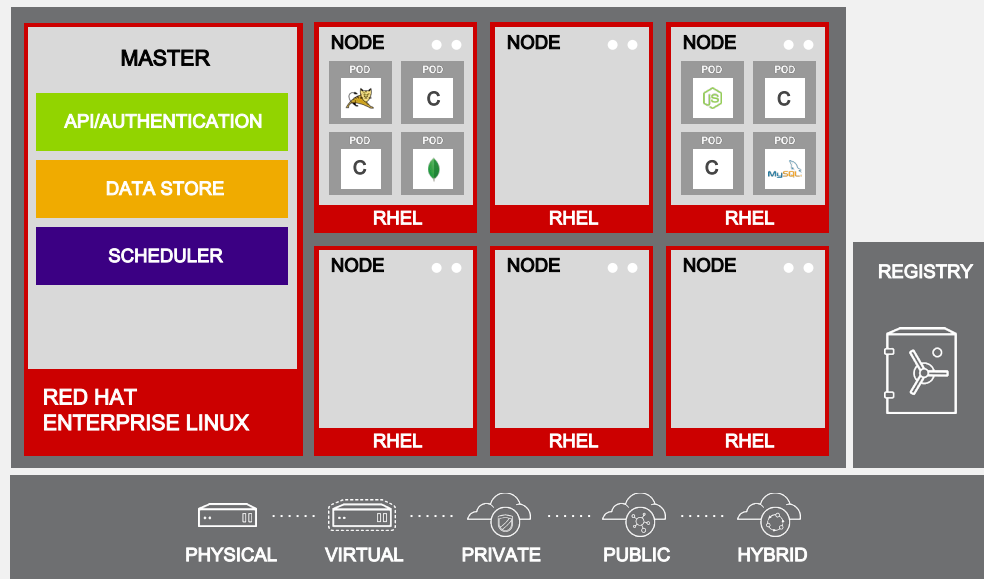 MASTER
API/AUTHENTICATION
DATA STORE
SCHEDULER
RED HAT
ENTERPRISE LINUX
NODE
POD
POD
C
POD
POD
C
RHEL
NODE
RHEL
NODE
POD
POD
JS
C
POD
POD
C
MySQL
RHEL
NODE
RHEL
NODE
RHEL
NODE
RHEL
REGISTRY
PHYSICAL
VIRTUAL
PRIVATE
PUBLIC
HYBRID